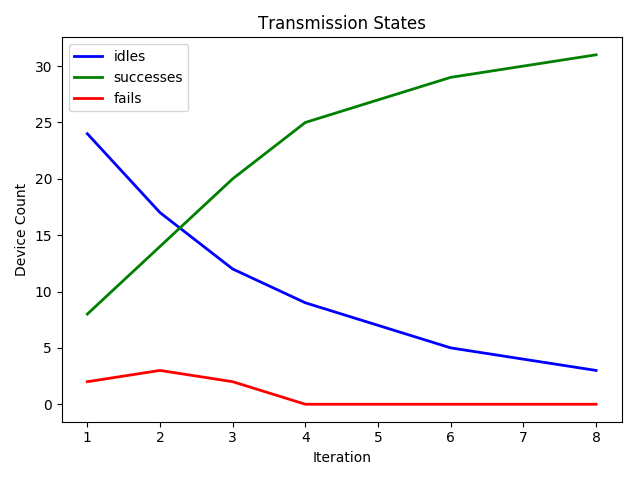 Transmission States
idles
successes
fails
Device Count
30
25
20
15
10
5
0
1 2 3 4 5 6 7 8
Iteration